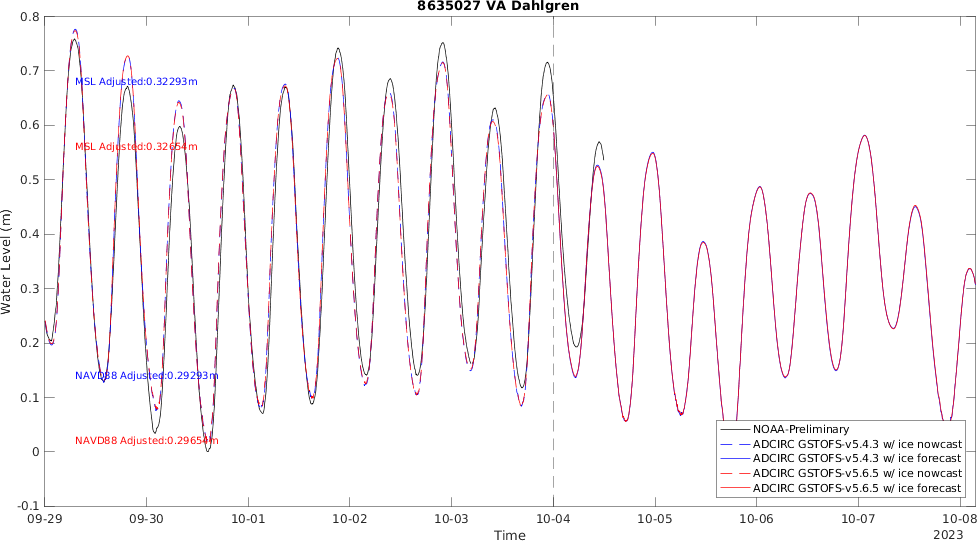 8635027 VA Dahlgren
0.8
0.7
0.6
0.5
0.4
0.3
0.2
0.1
0
-0.1
Water Level (m)
MSL Adjusted:0.32293m
MSL Adjusted:0.32654m
NAVD88 Adjusted:0.29293m
NAVD88 Adjusted:0.29654m
NOAA-Preliminary
ADCIRC GSTOFS-v5.4.3 w/ ice nowcast
ADCIRC GSTOFS-v5.4.3 w/ ice forecast
ADCIRC GSTOFS-v5.6.5 w/ ice nowcast
ADCIRC GSTOFS-v5.6.5 w/ ice forecast
09-29 09-30 10-01 10-02 10-03 10-04 10-05 10-06 10-07 10-08
2023
Time